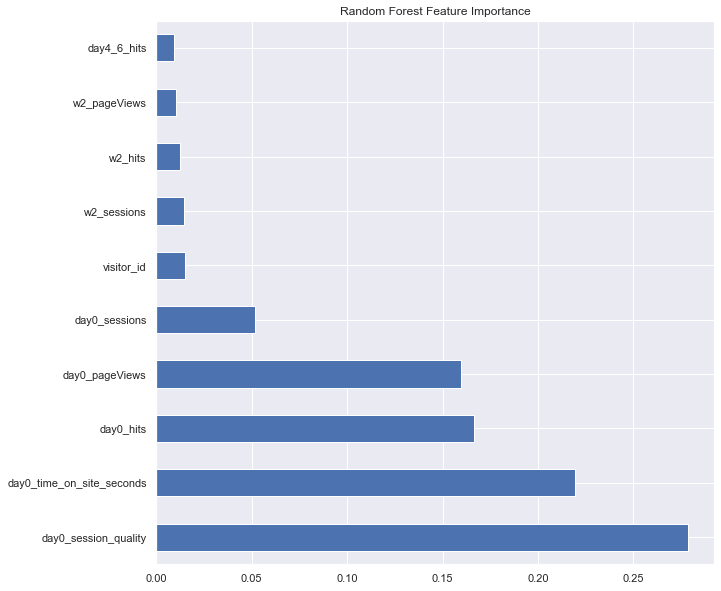 Random Forest Feature Importance
day4_6_hits
w2_pageViews
w2_hits
w2_sessions
visitor_id
day0_sessions
day0_pageViews
day0_hits
day0_time_on_site_seconds
day0_session_quality
0.00 0.05 0.10 0.15 0.20 0.25